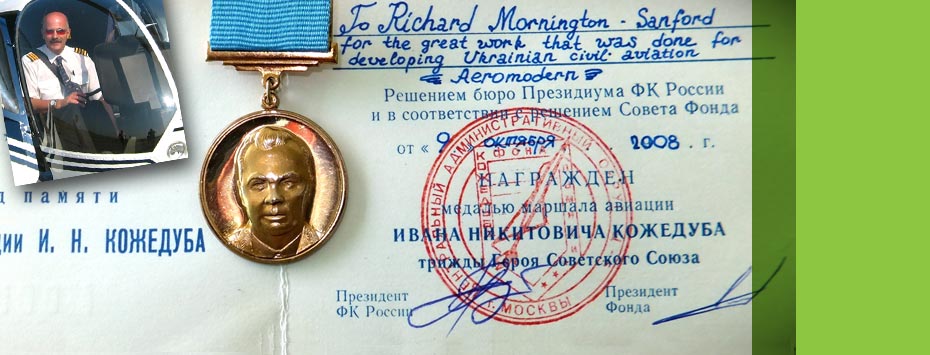 To Richard Mornington - Sanford
for the great work that was done for
developing Ukrainian civil aviation
Aeromodern
Решением бюро Президиума ФК России
и в соответствии с решением Совета Фонда
от « 9 октября 2008 г.
НАГРАЖДЕН
медалью маршала авиации
ИВАНА НИКИТОВИЧА КОЖЕДУБА
трижды Героя Советского Союза
Президент
ФК России
Президент
Фонда
памяти
ции И. Н. КОЖЕДУБА
АДМИНИСТРАТИВНЫЙ
г. МОСКВЫ